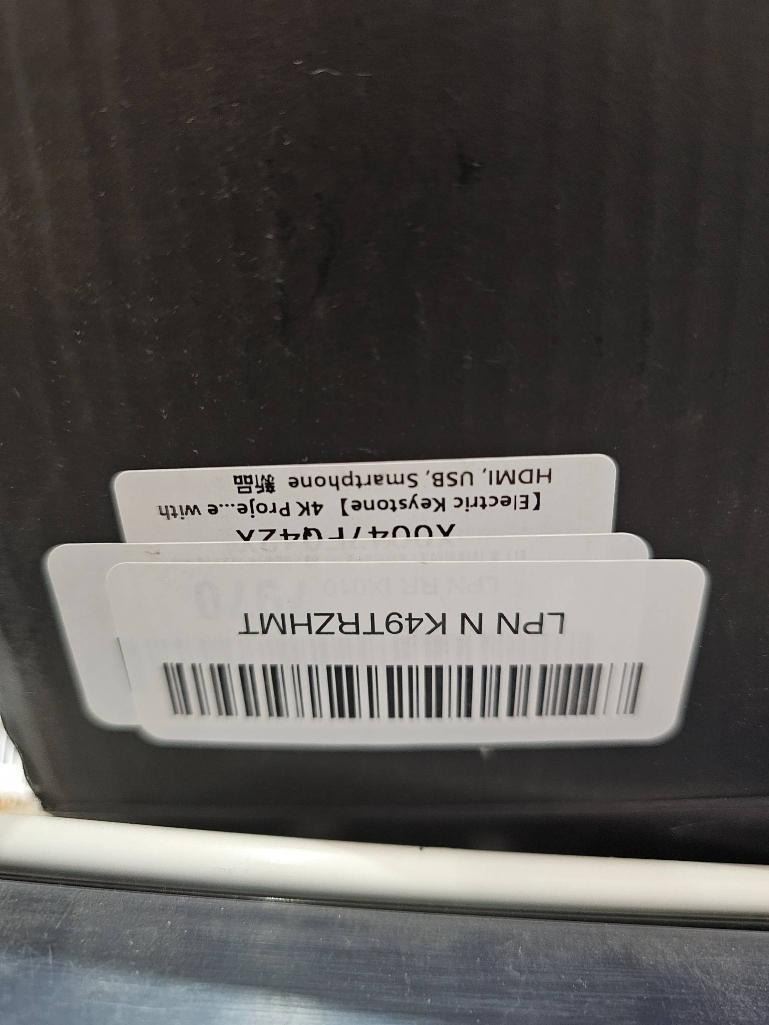 LPN N K49TRZHMT
【Electric Keystone】 4K Proje...e with
HDMI, USB, Smartphone 新品